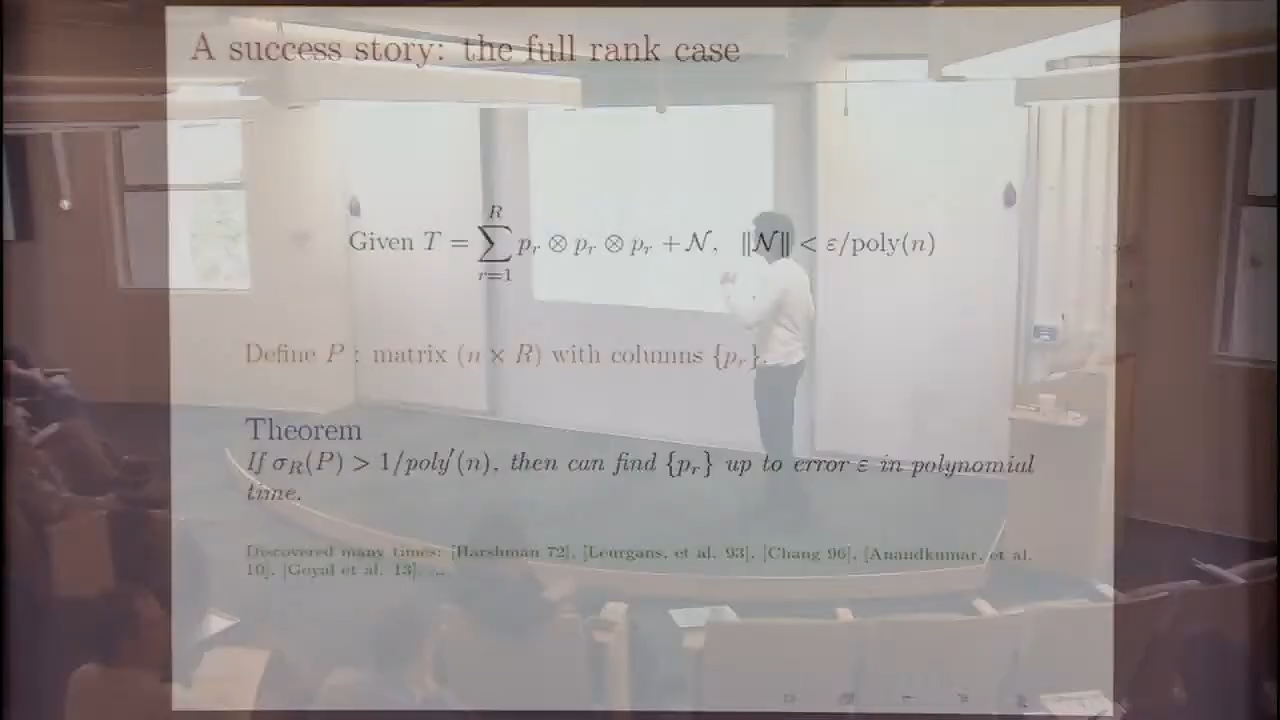 A success story: the full rank case
Given T = \sum_{r=1}^{R} p_r ⊗ p_r ⊗ p_r + 𝒩, ‖𝒩‖ < ε/poly(n)
Define P : matrix (n × R) with columns {p_r}.
Theorem
If σ_R(P) > 1/poly′(n), then can find {p_r} up to error ε in polynomial
time.
Discovered many times: [Harshman 72], [Leurgans, et al. 93], [Chang 96], [Anandkumar, et al.
10], [Goyal et al. 13], ...